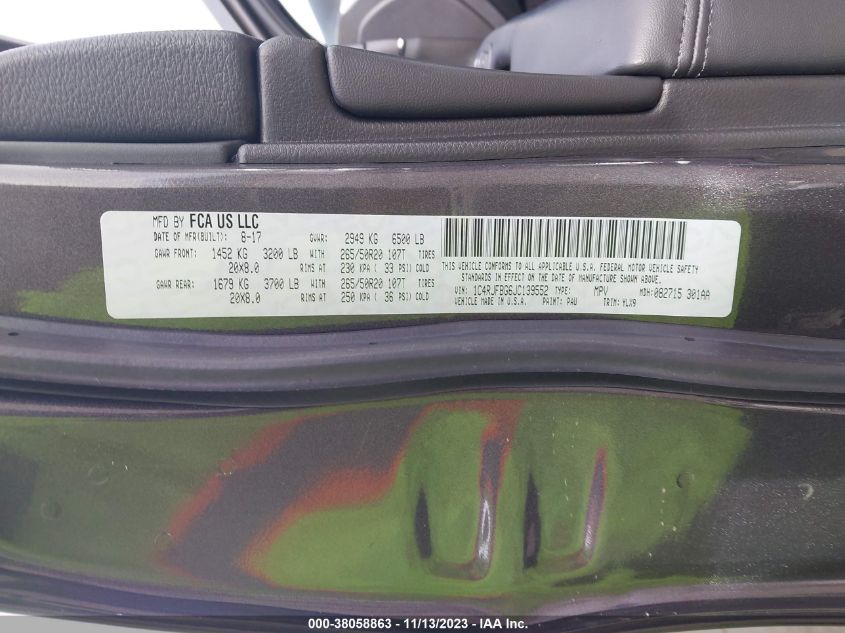 MFD BY FCA US LLC
DATE OF MFR(BUILT): 8-17 GVWR: 2949 KG 6500 LB
GAWR FRONT: 1452 KG 3200 LB WITH 265/50R20 107T TIRES
20X8.0 RIMS AT 230 KPA ( 33 PSI) COLD
GAWR REAR: 1679 KG 3700 LB WITH 265/50R20 107T TIRES
20X8.0 RIMS AT 250 KPA ( 36 PSI) COLD
THIS VEHICLE CONFORMS TO ALL APPLICABLE U.S.A. FEDERAL MOTOR VEHICLE SAFETY
STANDARDS IN EFFECT ON THE DATE OF MANUFACTURE SHOWN ABOVE.
VIN: 1C4RJFBG6JC139552 TYPE: MPV MDH: 082715 301AA
VEHICLE MADE IN U.S.A. PAINT: PAU TRIM: YLX9
000-38058863 - 11/13/2023 - IAAI.com